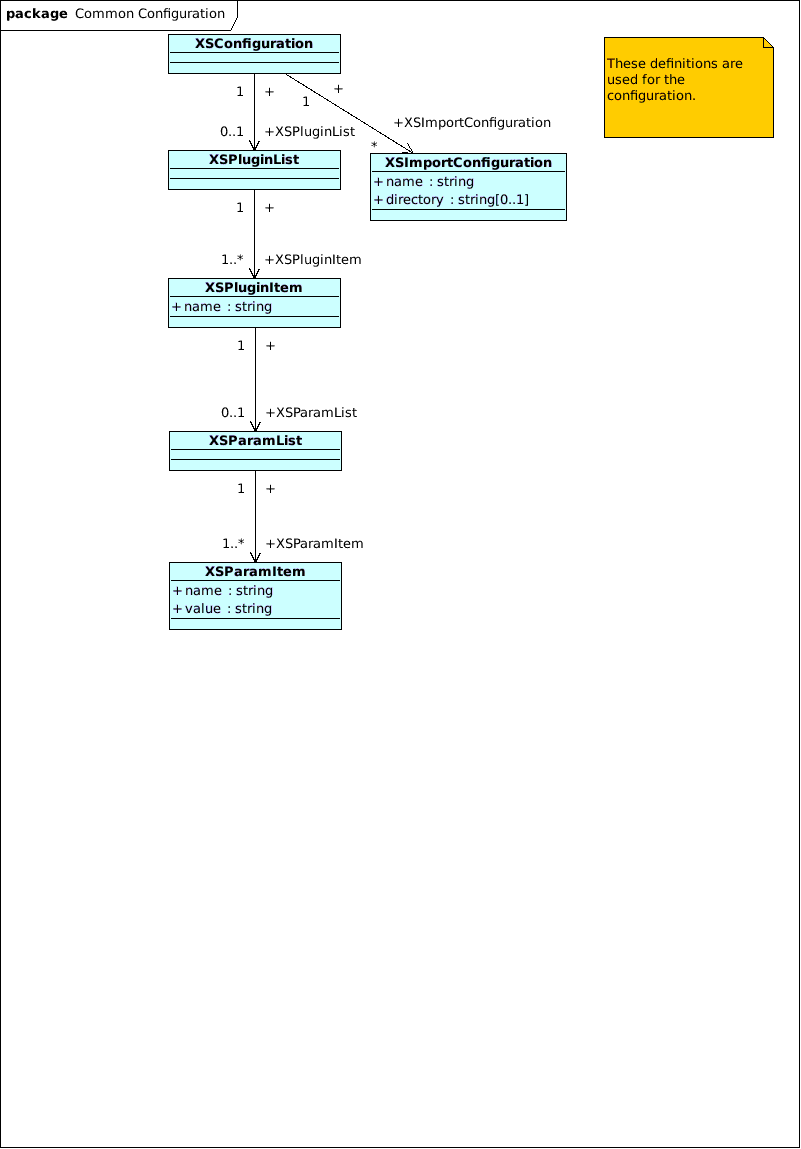 package Common Configuration
XSConfiguration
These definitions are
used for the
configuration.
1 +
+
1
+XSImportConfiguration
0..1 +XSPluginList
*
XSPluginList
XSImportConfiguration
+ name : string
+ directory : string[0..1]
1 +
1..* +XSPluginItem
XSPluginItem
+ name : string
1 +
0..1 +XSParamList
XSParamList
1 +
1..* +XSParamItem
XSParamItem
+ name : string
+ value : string